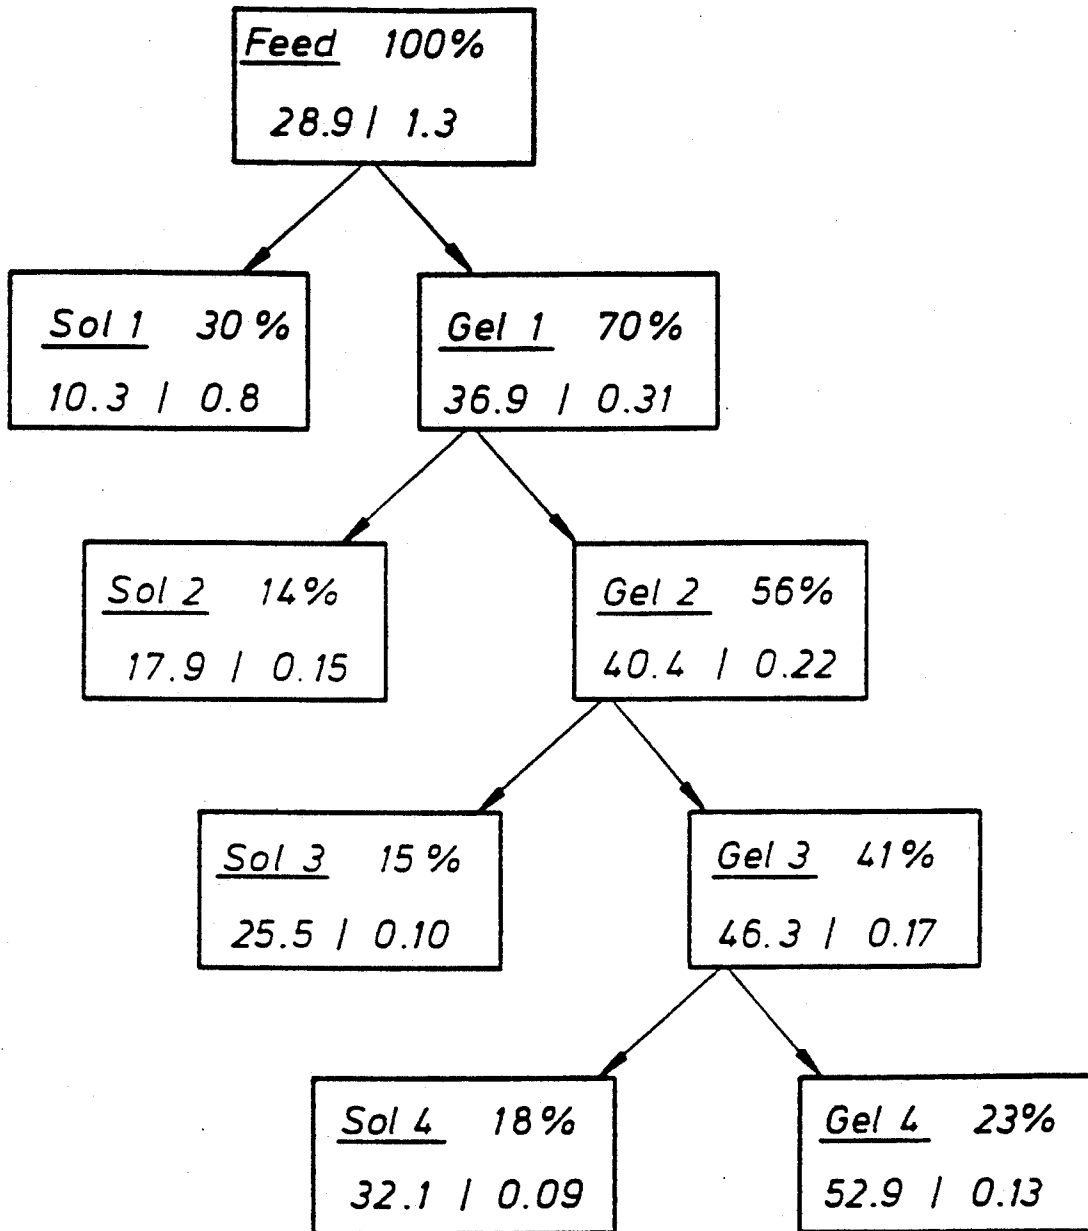 Feed 100%
28.9 / 1.3
Sol 1 30%
10.3 / 0.8
Gel 1 70%
36.9 / 0.31
Sol 2 14%
17.9 / 0.15
Gel 2 56%
40.4 / 0.22
Sol 3 15%
25.5 / 0.10
Gel 3 41%
46.3 / 0.17
Sol 4 18%
32.1 / 0.09
Gel 4 23%
52.9 / 0.13